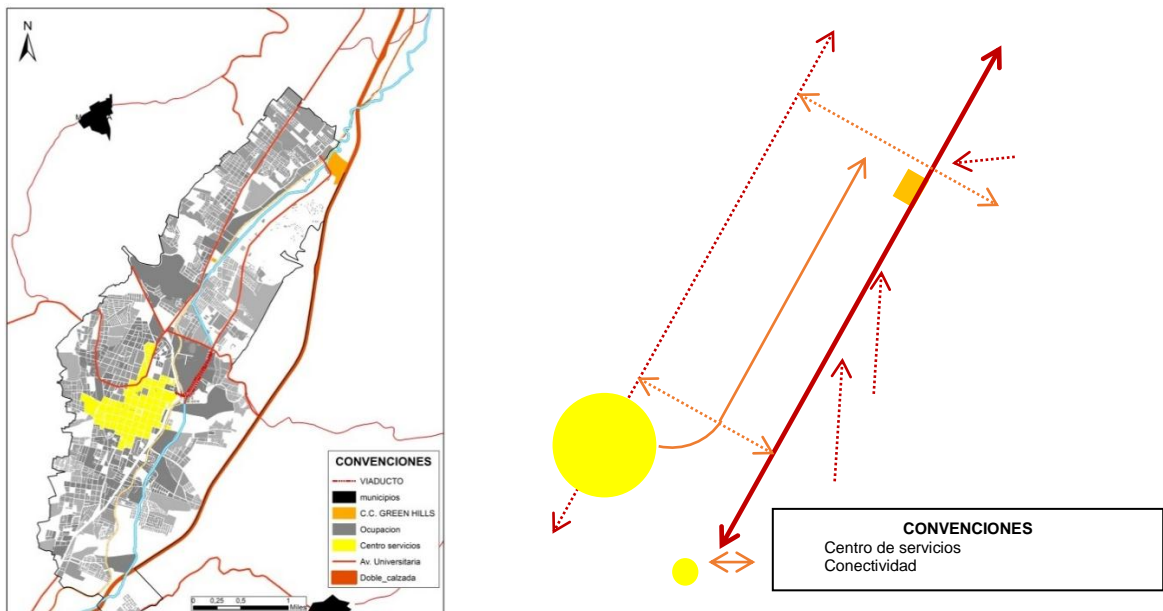 N
CONVENCIONES
VIADUCTO
municipios
C.C. GREEN HILLS
Ocupacion
Centro servicios
Av. Universitaria
Doble_calzada
0 0.25 0.5 1
Miles
CONVENCIONES
Centro de servicios
Conectividad